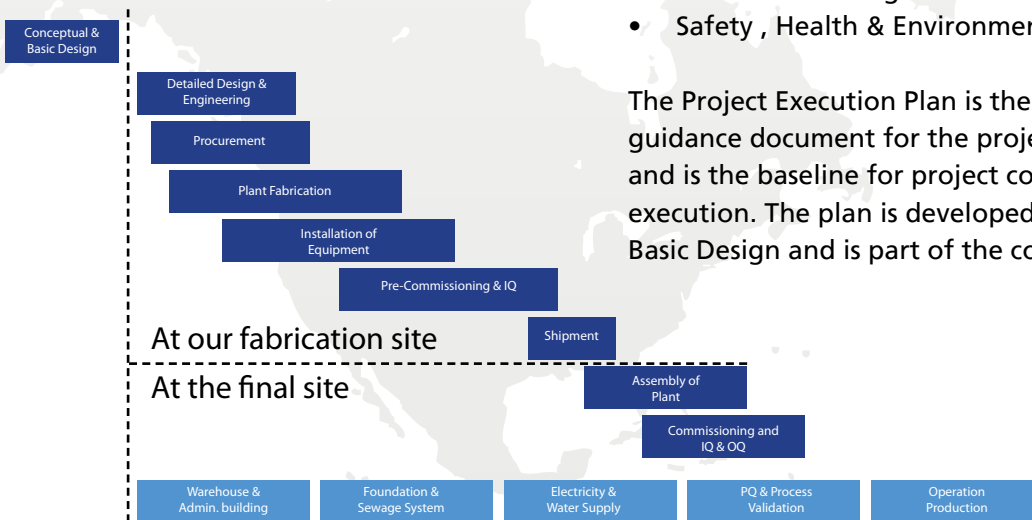 Conceptual &
Basic Design
Detailed Design &
Engineering
Procurement
Plant Fabrication
Installation of
Equipment
Pre-Commissioning & IQ
Shipment
At our fabrication site
At the final site
Assembly of
Plant
Commissioning and
IQ & OQ
Warehouse &
Admin. building
Foundation &
Sewage System
Electricity &
Water Supply
PQ & Process
Validation
Operation
Production
• Safety , Health & Environmen
The Project Execution Plan is the
guidance document for the proje
and is the baseline for project co
execution. The plan is developed
Basic Design and is part of the co